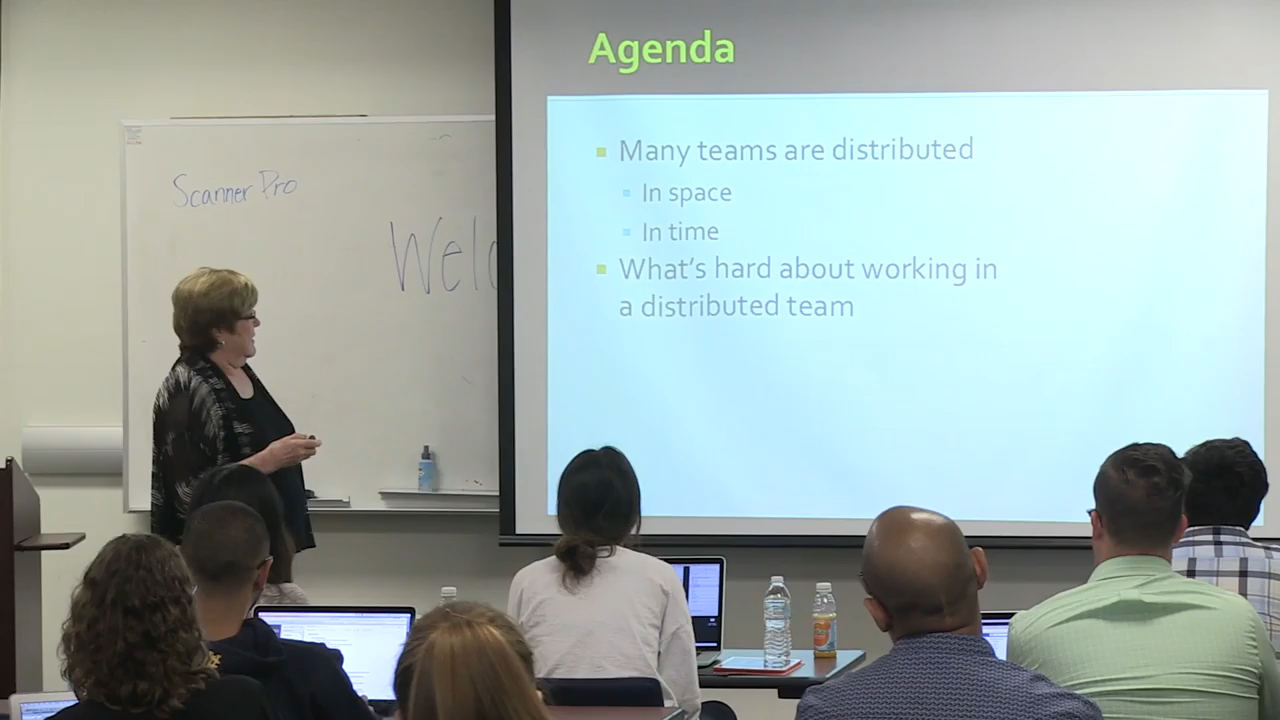 Agenda
Scanner Pro
Many teams are distributed
In space
In time
Welc
What's hard about working in
a distributed team